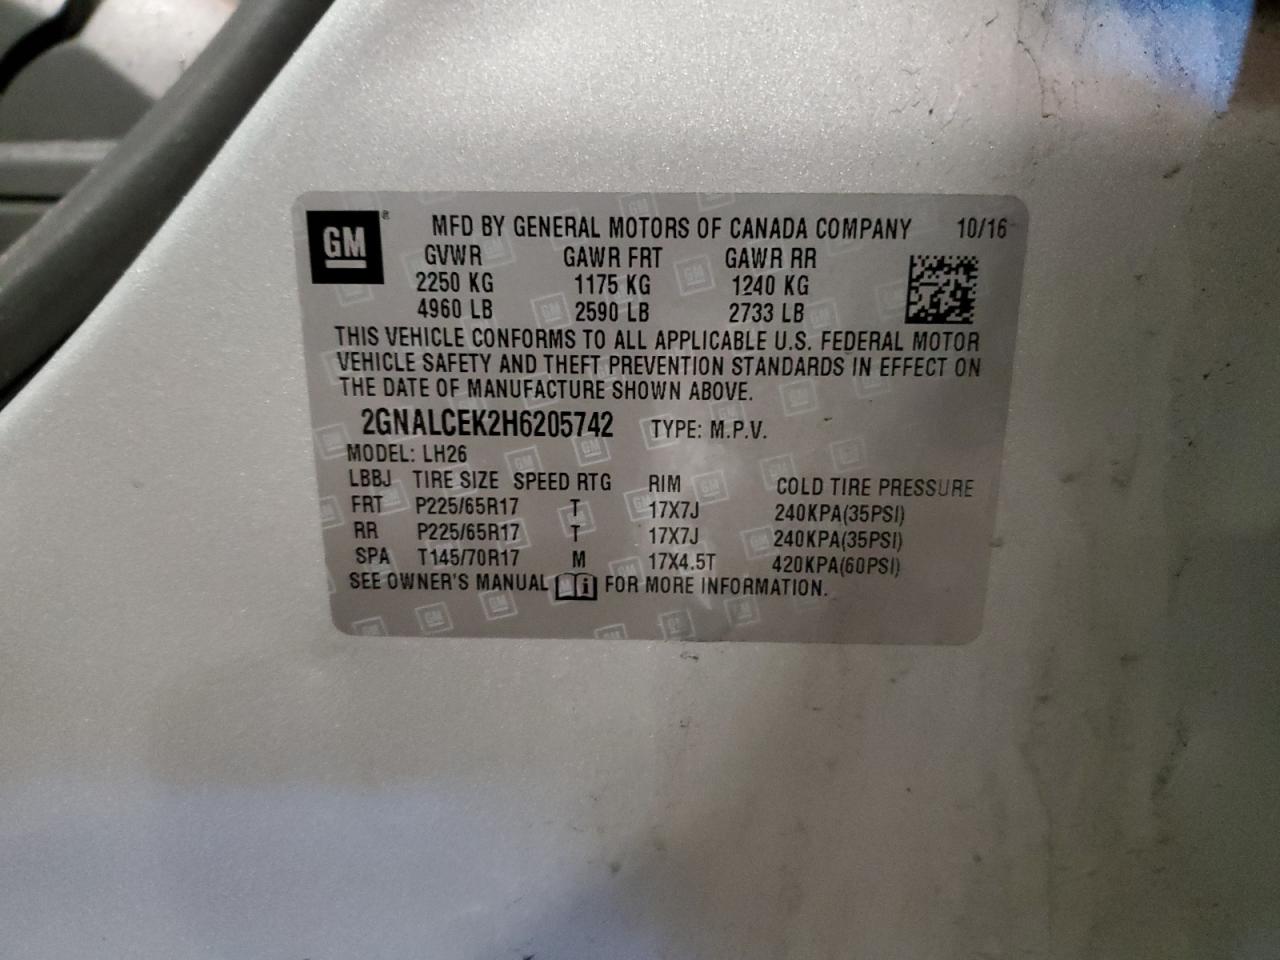 GM ® MFD BY GENERAL MOTORS OF CANADA COMPANY 10/16
GVWR GAWR FRT GAWR RR
2250 KG 1175 KG 1240 KG
4960 LB 2590 LB 2733 LB
THIS VEHICLE CONFORMS TO ALL APPLICABLE U.S. FEDERAL MOTOR
VEHICLE SAFETY AND THEFT PREVENTION STANDARDS IN EFFECT ON
THE DATE OF MANUFACTURE SHOWN ABOVE.
2GNALCEK2H6205742 TYPE: M.P.V.
MODEL: LH26
LBBJ TIRE SIZE SPEED RTG RIM COLD TIRE PRESSURE
FRT P225/65R17 T 17X7J 240KPA(35PSI)
RR P225/65R17 T 17X7J 240KPA(35PSI)
SPA T145/70R17 M 17X4.5T 420KPA(60PSI)
SEE OWNER'S MANUAL i FOR MORE INFORMATION.